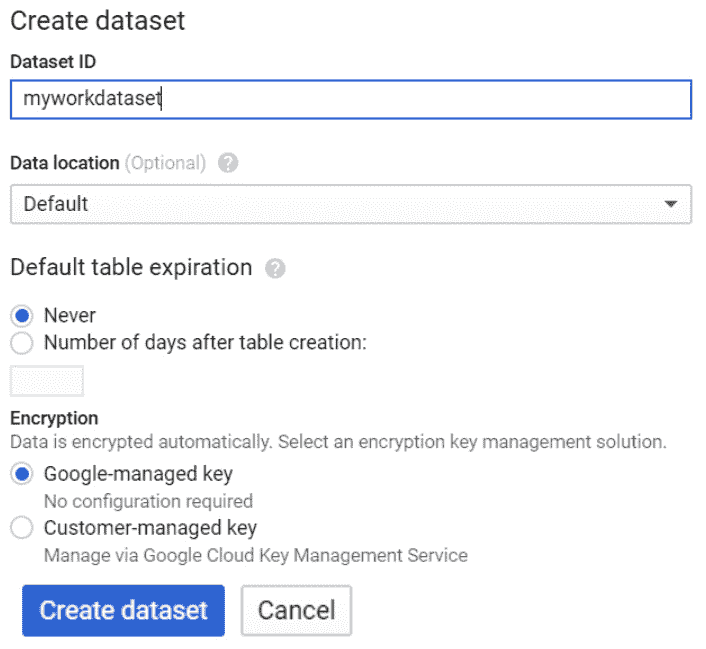 Create dataset
Dataset ID
myworkdataset
Data location (Optional) ?
Default
Default table expiration ?
Never
Number of days after table creation:
Encryption
Data is encrypted automatically. Select an encryption key management solution.
Google-managed key
No configuration required
Customer-managed key
Manage via Google Cloud Key Management Service
Create dataset Cancel